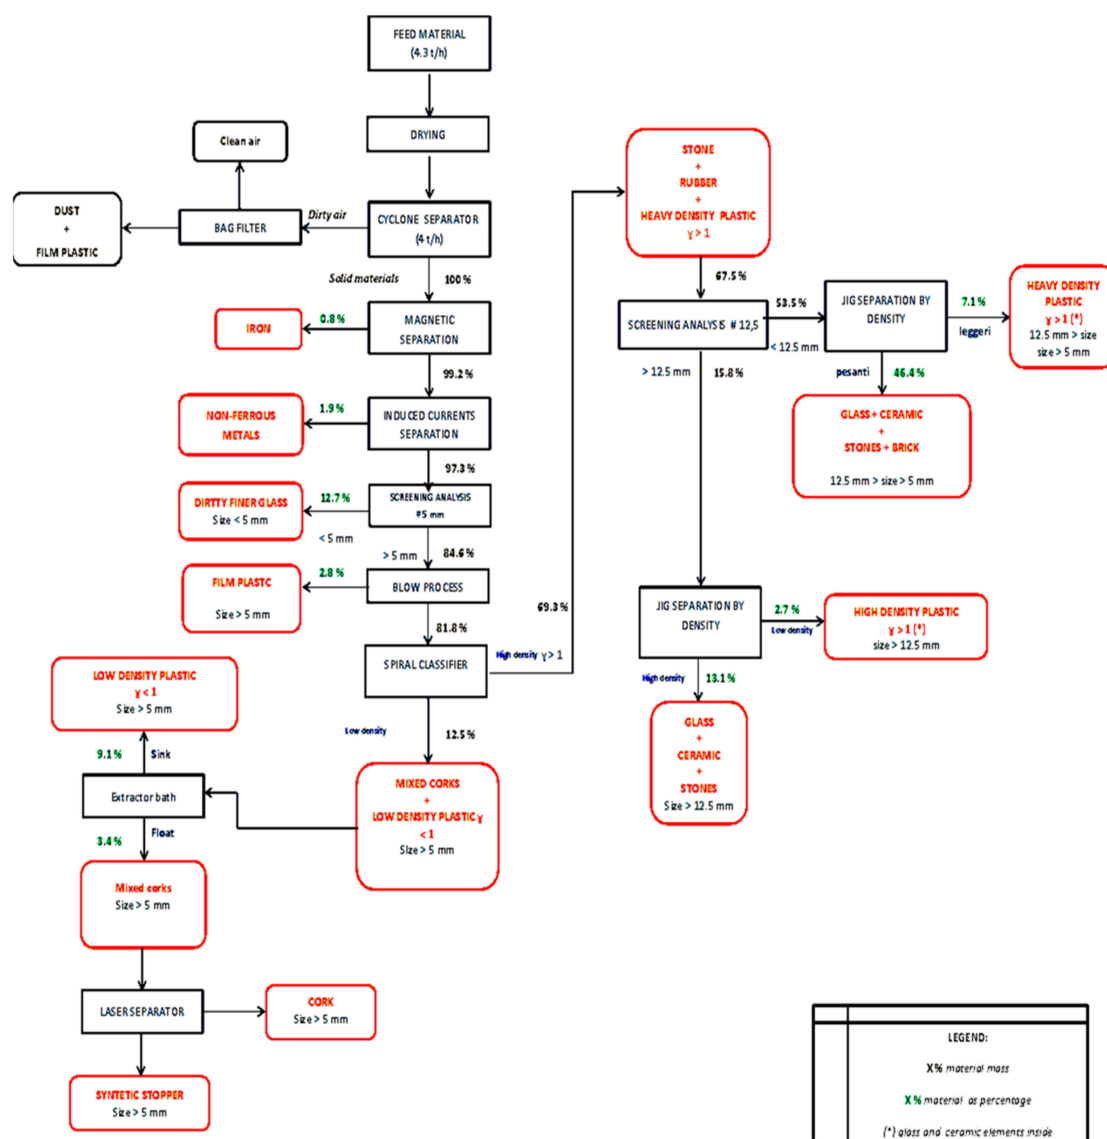 FEED MATERIAL
(4.3 t/h)
DRYING
Clean air
DUST
+
FILM PLASTIC
BAG FILTER
Dirty air
CYCLONE SEPARATOR
(4 t/h)
Solid materials
100 %
IRON
0.8%
MAGNETIC
SEPARATION
99.2 %
NON-FERROUS
METALS
1.9%
INDUCED CURRENTS
SEPARATION
97.3 %
DIRTTY FINER GLASS
Size < 5 mm
12.7%
< 5 mm
SCREENING ANALYSIS
#5 mm
> 5 mm
84.6 %
FILM PLASTC
Size > 5 mm
2.8%
BLOW PROCESS
81.8 %
SPIRAL CLASSIFIER
High density γ > 1
69.3 %
Low density
12.5 %
MIXED CORKS
+
LOW DENSITY PLASTIC γ
< 1
Size > 5 mm
LOW DENSITY PLASTIC
γ < 1
Size > 5 mm
9.1%
Sink
Extractor bath
3.4%
Float
Mixed corks
Size > 5 mm
LASER SEPARATOR
CORK
Size > 5 mm
SYNTETIC STOPPER
Size > 5 mm
STONE
+
RUBBER
+
HEAVY DENSITY PLASTIC
γ > 1
67.5 %
SCREENING ANALYSIS # 12,5
53.5 %
< 12.5 mm
JIG SEPARATION BY
DENSITY
7.1%
leggeri
HEAVY DENSITY
PLASTIC
γ > 1 (*)
12.5 mm > size
size > 5 mm
pesanti
46.4%
GLASS + CERAMIC
+
STONES + BRICK
12.5 mm > size > 5 mm
> 12.5 mm
15.8 %
JIG SEPARATION BY
DENSITY
2.7%
Low density
HIGH DENSITY PLASTIC
γ > 1 (*)
size > 12.5 mm
High density
13.1%
GLASS
+
CERAMIC
+
STONES
Size > 12.5 mm
LEGEND:
X% material mass
X% material as percentage
(*) glass and ceramic elements inside